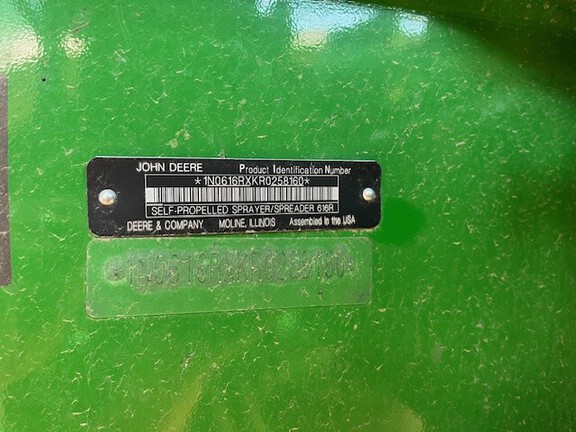 JOHN DEERE Product Identification Number
*1N0616RXKR0258160*
SELF-PROPELLED SPRAYER/SPREADER 616R
DEERE & COMPANY MOLINE, ILLINOIS Assembled in the USA
*1N0616RXKR0258160*